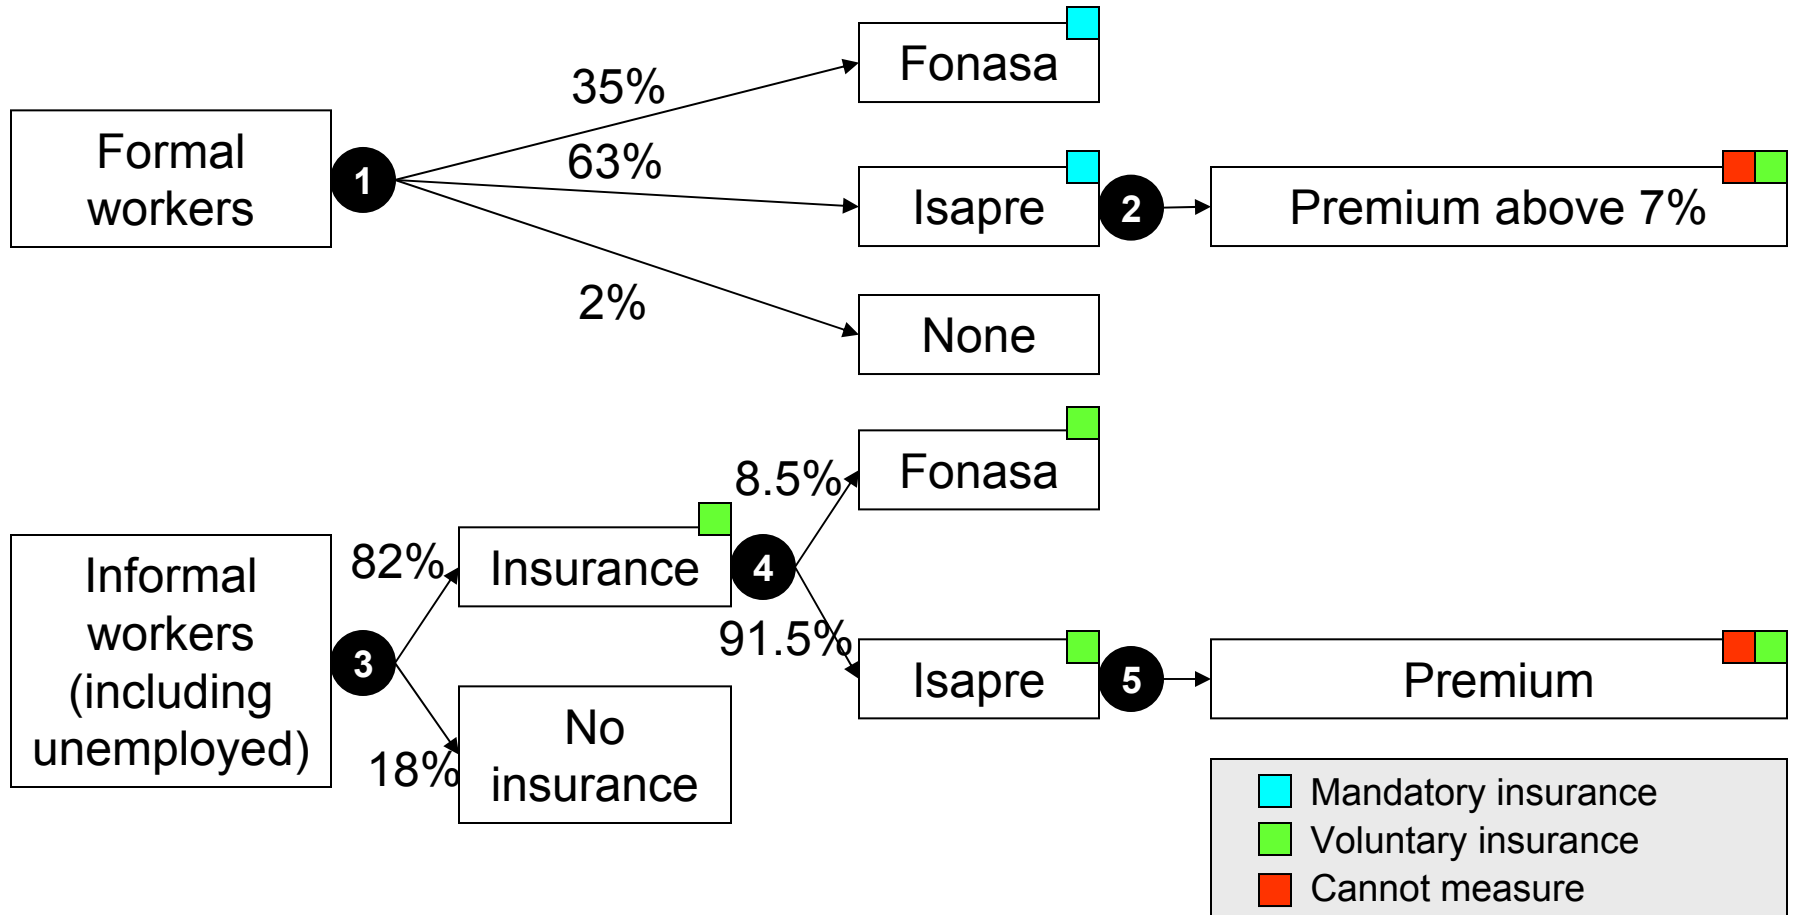 Fonasa
35%
Formal
workers
1
63%
Isapre
2
Premium above 7%
2%
None
Fonasa
8.5%
Insurance
4
82%
Informal
workers
(including
unemployed)
3
91.5%
Isapre
5
Premium
18%
No
insurance
Mandatory insurance
Voluntary insurance
Cannot measure